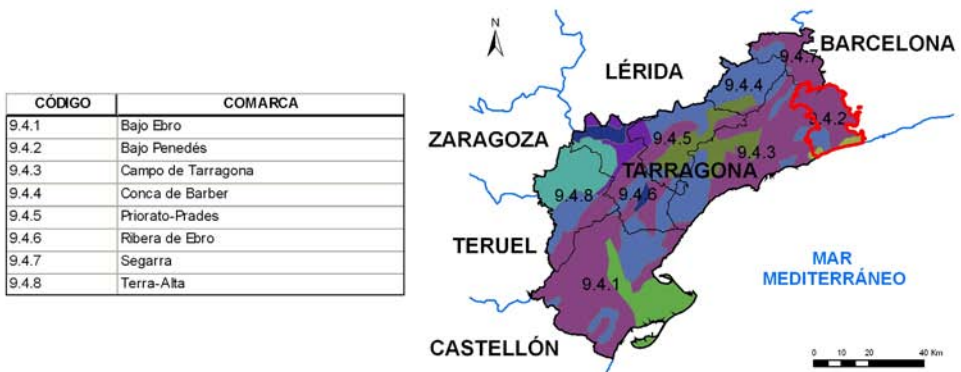 CÓDIGO COMARCA
9.4.1 Bajo Ebro
9.4.2 Bajo Penedés
9.4.3 Campo de Tarragona
9.4.4 Conca de Barber
9.4.5 Priorato-Prades
9.4.6 Ribera de Ebro
9.4.7 Segarra
9.4.8 Terra-Alta
N
BARCELONA
LÉRIDA
9.4.7
9.4.4
9.4.2
ZARAGOZA
9.4.5
9.4.3
TARRAGONA
9.4.8
9.4.6
TERUEL
MAR
MEDITERRÁNEO
9.4.1
CASTELLÓN
0 10 20 40 Km